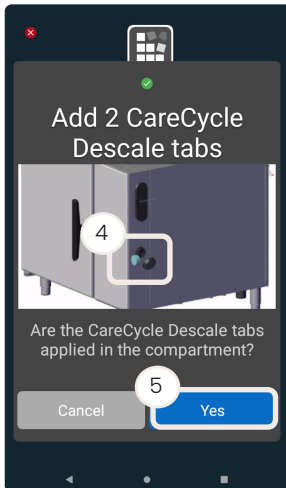 Add 2 CareCycle
Descale tabs
4
Are the CareCycle Descale tabs
applied in the compartment?
5
Cancel
Yes